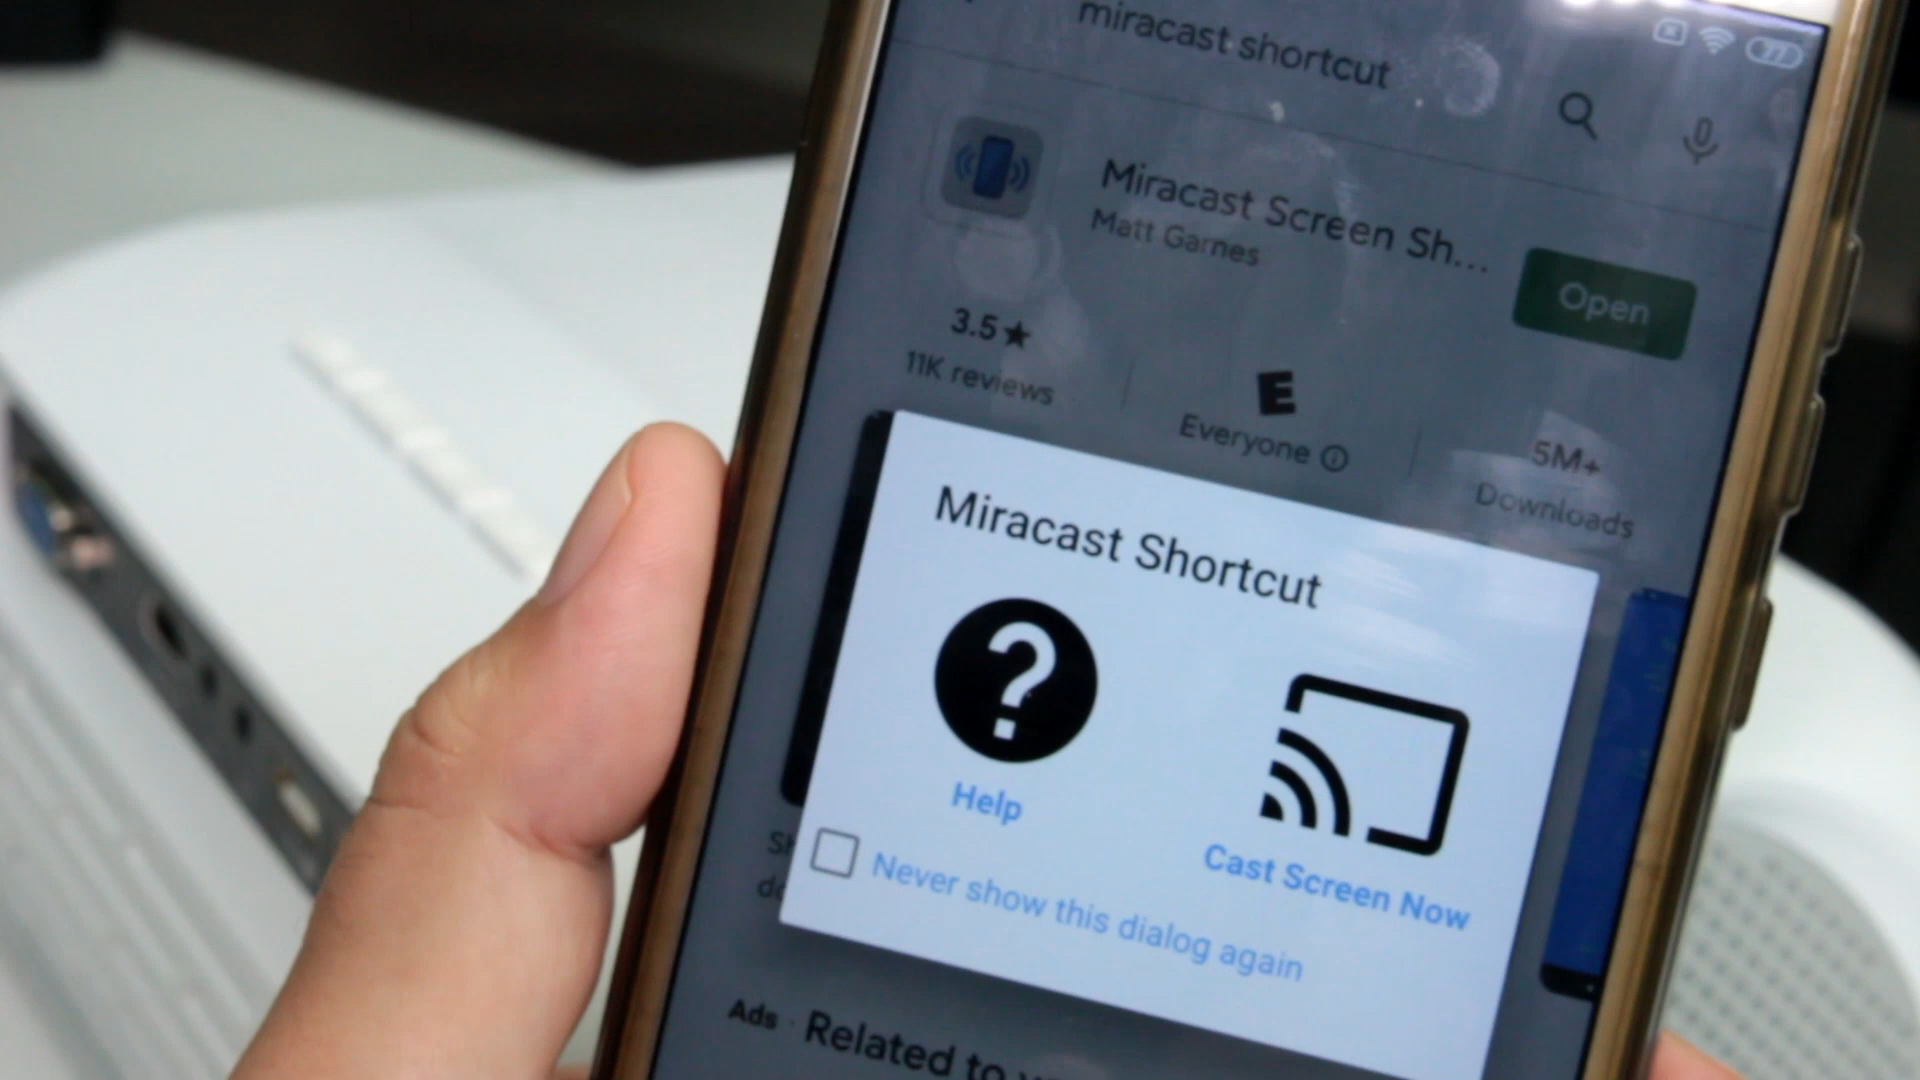 miracast shortcut
77
Miracast Screen Sh...
Matt Garnes
Open
3.5★
11K reviews
E
Everyone
5M+
Downloads
Miracast Shortcut
Help
Cast Screen Now
Never show this dialog again
Ads · Related to